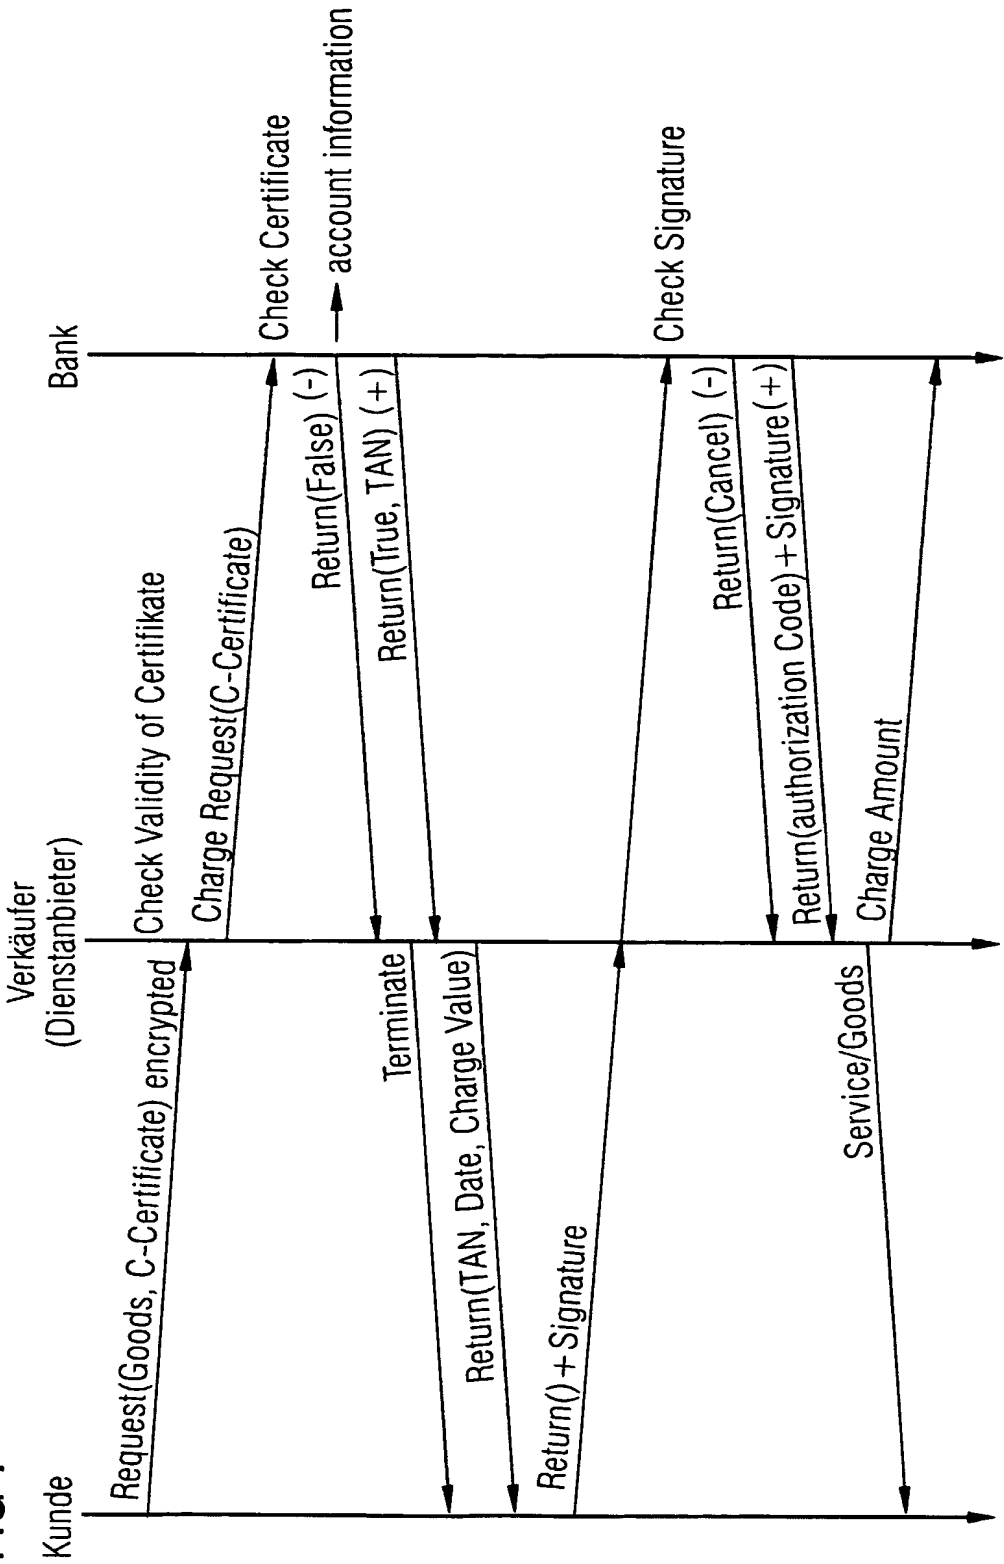 Kunde
Verkäufer
(Dienstanbieter)
Bank
Request(Goods, C-Certificate) encrypted
Check Validity of Certifikate
Charge Request(C-Certificate)
Check Certificate
Return(False) (-)
account information
Return(True, TAN) (+)
Terminate
Return(TAN, Date, Charge Value)
Return()+Signature
Check Signature
Return(Cancel) (-)
Return(authorization Code)+Signature(+)
Service/Goods
Charge Amount